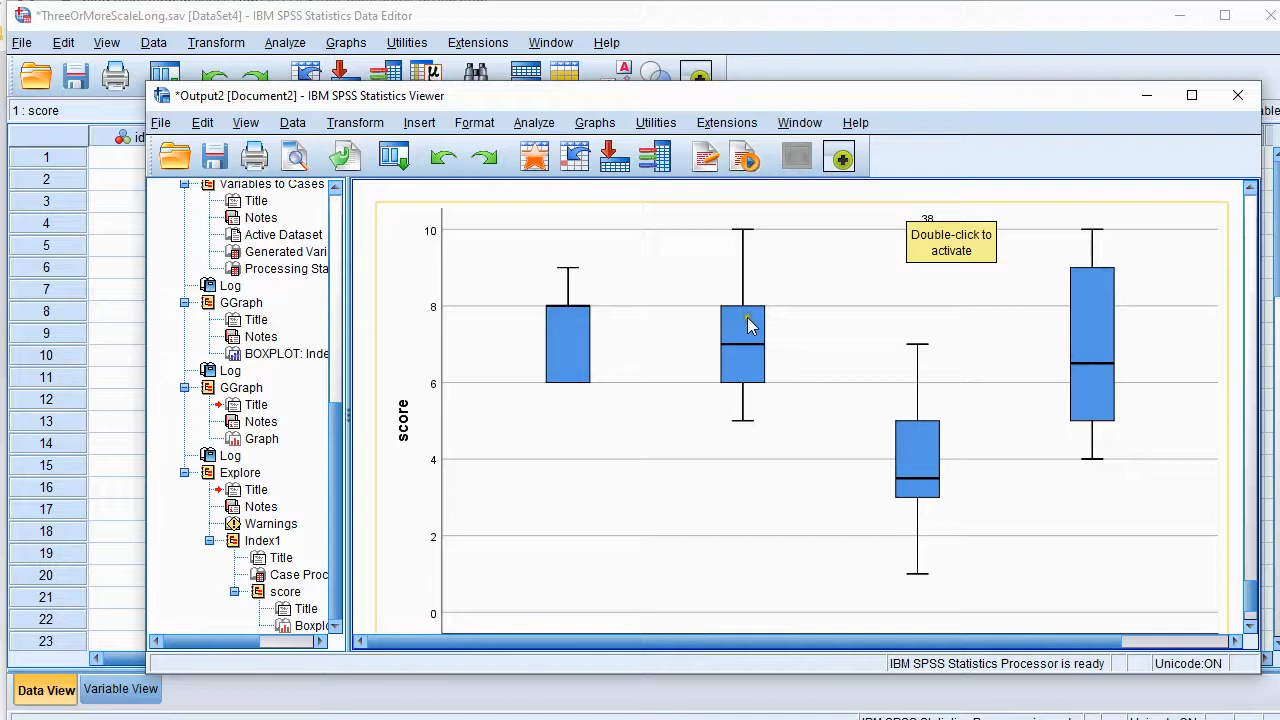 *ThreeOrMoreScaleLong.sav [DataSet4] - IBM SPSS Statistics Data Editor
File Edit View Data Transform Analyze Graphs Utilities Extensions Window Help
1 : score
id
1
2
3
4
5
6
7
8
9
10
11
12
13
14
15
16
17
18
19
20
21
22
23
Data View Variable View
*Output2 [Document2] - IBM SPSS Statistics Viewer
File Edit View Data Transform Insert Format Analyze Graphs Utilities Extensions Window Help
Variables to Cases
Title
Notes
Active Dataset
Generated Vari
Processing Sta
Log
GGraph
Title
Notes
BOXPLOT: Inde
Log
GGraph
Title
Notes
Graph
Log
Explore
Title
Notes
Warnings
Index1
Title
Case Proc
score
Title
Boxplo
38
Double-click to
activate
10
8
6
4
2
0
score
IBM SPSS Statistics Processor is ready Unicode:ON